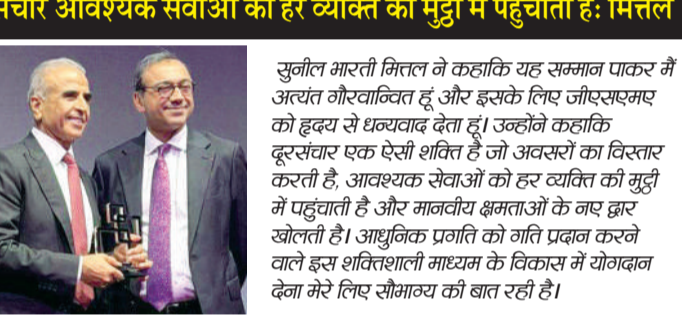 संचार आवश्यक सेवाओं को हर व्यक्ति की मुट्ठी में पहुंचाती हैः मित्तल
सुनील भारती मित्तल ने कहाकि यह सम्मान पाकर मैं
अत्यंत गौरवान्वित हूं और इसके लिए जीएसएमए
को हृदय से धन्यवाद देता हूं। उन्होंने कहाकि
दूरसंचार एक ऐसी शक्ति है जो अवसरों का विस्तार
करती है, आवश्यक सेवाओं को हर व्यक्ति की मुट्ठी
में पहुंचाती है और मानवीय क्षमताओं के नए द्वार
खोलती है। आधुनिक प्रगति को गति प्रदान करने
वाले इस शक्तिशाली माध्यम के विकास में योगदान
देना मेरे लिए सौभाग्य की बात रही है।